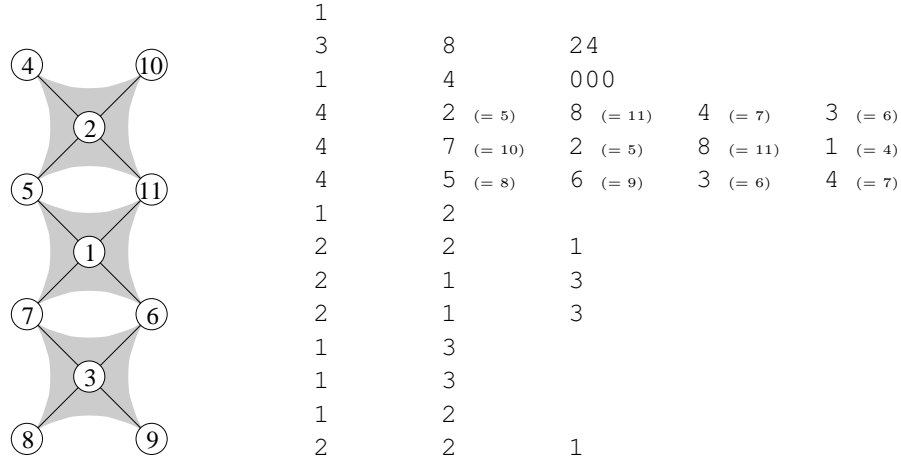 4 10
2
5 11
1
7 6
3
8 9
1
3 8 24
1 4 000
4 2 (= 5) 8 (= 11) 4 (= 7) 3 (= 6)
4 7 (= 10) 2 (= 5) 8 (= 11) 1 (= 4)
4 5 (= 8) 6 (= 9) 3 (= 6) 4 (= 7)
1 2
2 2 1
2 1 3
2 1 3
1 3
1 3
1 2
2 2 1